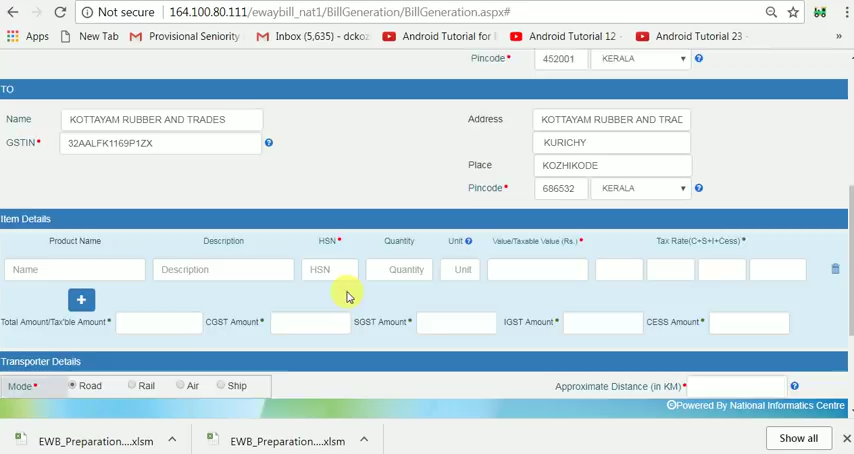 Not secure | 164.100.80.111/ewaybill_nat1/BillGeneration/BillGeneration.aspx#
Apps New Tab Provisional Seniority Inbox (5,635) - dcko Android Tutorial for Android Tutorial 12 - Android Tutorial 23 - »
Pincode* 452001 KERALA
TO
Name KOTTAYAM RUBBER AND TRADES Address KOTTAYAM RUBBER AND TRAD
GSTIN* 32AALFK1169P1ZX KURICHY
Place KOZHIKODE
Pincode* 686532 KERALA
Item Details
Product Name Description HSN* Quantity Unit Value/Taxable Value (Rs.)* Tax Rate(C+S+I+Cess)*
Name Description HSN Quantity Unit
+
Total Amount/Tax'ble Amount* CGST Amount* SGST Amount* IGST Amount* CESS Amount*
Transporter Details
Mode* Road Rail Air Ship Approximate Distance (in KM)*
©Powered By National Informatics Centre
EWB_Preparation....xlsm EWB_Preparation....xlsm Show all